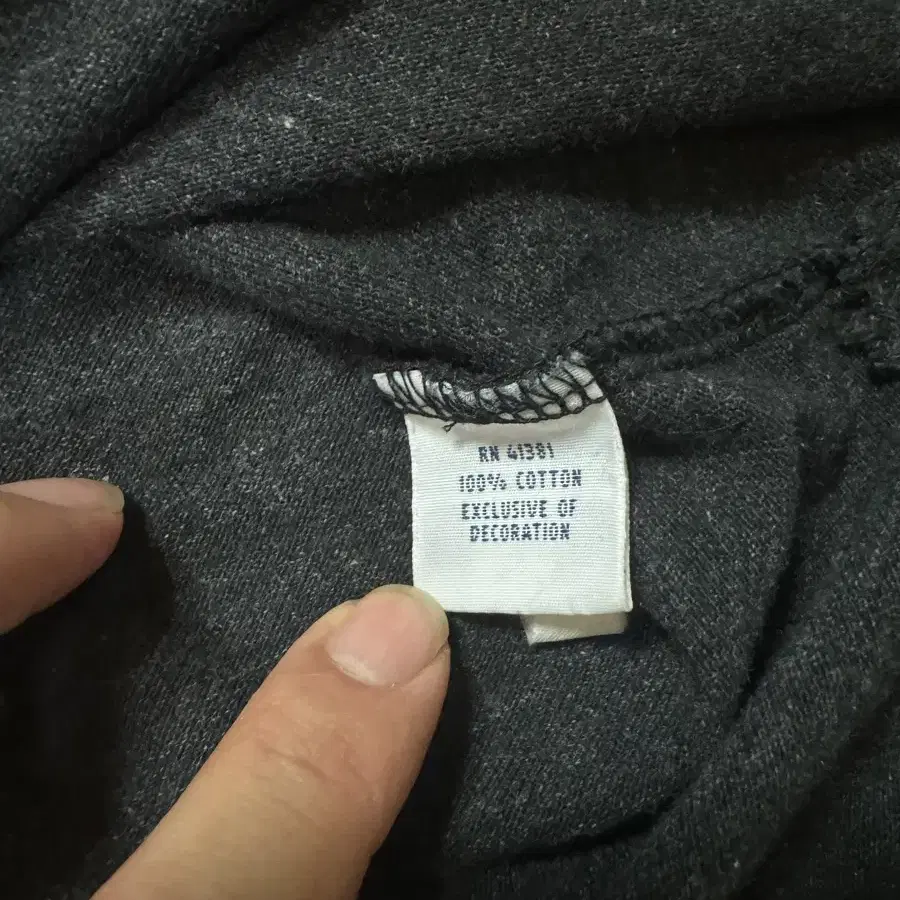 RN 41381
100% COTTON
EXCLUSIVE OF
DECORATION